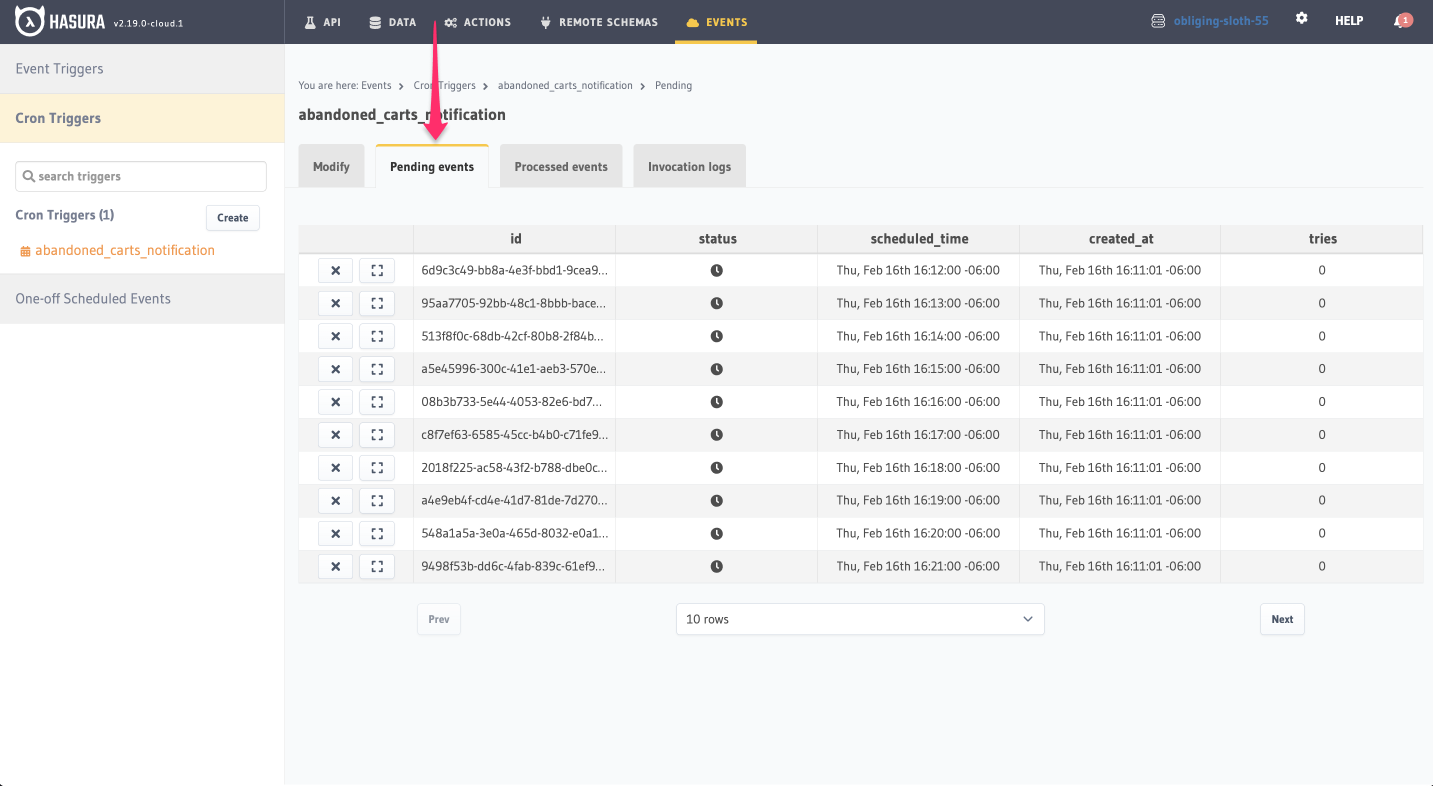 HASURA v2.19.0-cloud.1 API DATA ACTIONS REMOTE SCHEMAS EVENTS obliging-sloth-55 HELP 1
Event Triggers
Cron Triggers
search triggers
Cron Triggers (1) Create
abandoned_carts_notification
One-off Scheduled Events
You are here: Events > Cron Triggers > abandoned_carts_notification > Pending
abandoned_carts_notification
Modify Pending events Processed events Invocation logs
id status scheduled_time created_at tries
6d9c3c49-bb8a-4e3f-bbd1-9cea9... Thu, Feb 16th 16:12:00 -06:00 Thu, Feb 16th 16:11:01 -06:00 0
95aa7705-92bb-48c1-8bbb-bace... Thu, Feb 16th 16:13:00 -06:00 Thu, Feb 16th 16:11:01 -06:00 0
513f8f0c-68db-42cf-80b8-2f84b... Thu, Feb 16th 16:14:00 -06:00 Thu, Feb 16th 16:11:01 -06:00 0
a5e45996-300c-41e1-aeb3-570e... Thu, Feb 16th 16:15:00 -06:00 Thu, Feb 16th 16:11:01 -06:00 0
08b3b733-5e44-4053-82e6-bd7... Thu, Feb 16th 16:16:00 -06:00 Thu, Feb 16th 16:11:01 -06:00 0
c8f7ef63-6585-45cc-b4b0-c71fe9... Thu, Feb 16th 16:17:00 -06:00 Thu, Feb 16th 16:11:01 -06:00 0
2018f225-ac58-43f2-b788-dbe0c... Thu, Feb 16th 16:18:00 -06:00 Thu, Feb 16th 16:11:01 -06:00 0
a4e9eb4f-cd4e-41d7-81de-7d270... Thu, Feb 16th 16:19:00 -06:00 Thu, Feb 16th 16:11:01 -06:00 0
548a1a5a-3e0a-465d-8032-e0a1... Thu, Feb 16th 16:20:00 -06:00 Thu, Feb 16th 16:11:01 -06:00 0
9498f53b-dd6c-4fab-839c-61ef9... Thu, Feb 16th 16:21:00 -06:00 Thu, Feb 16th 16:11:01 -06:00 0
Prev 10 rows Next